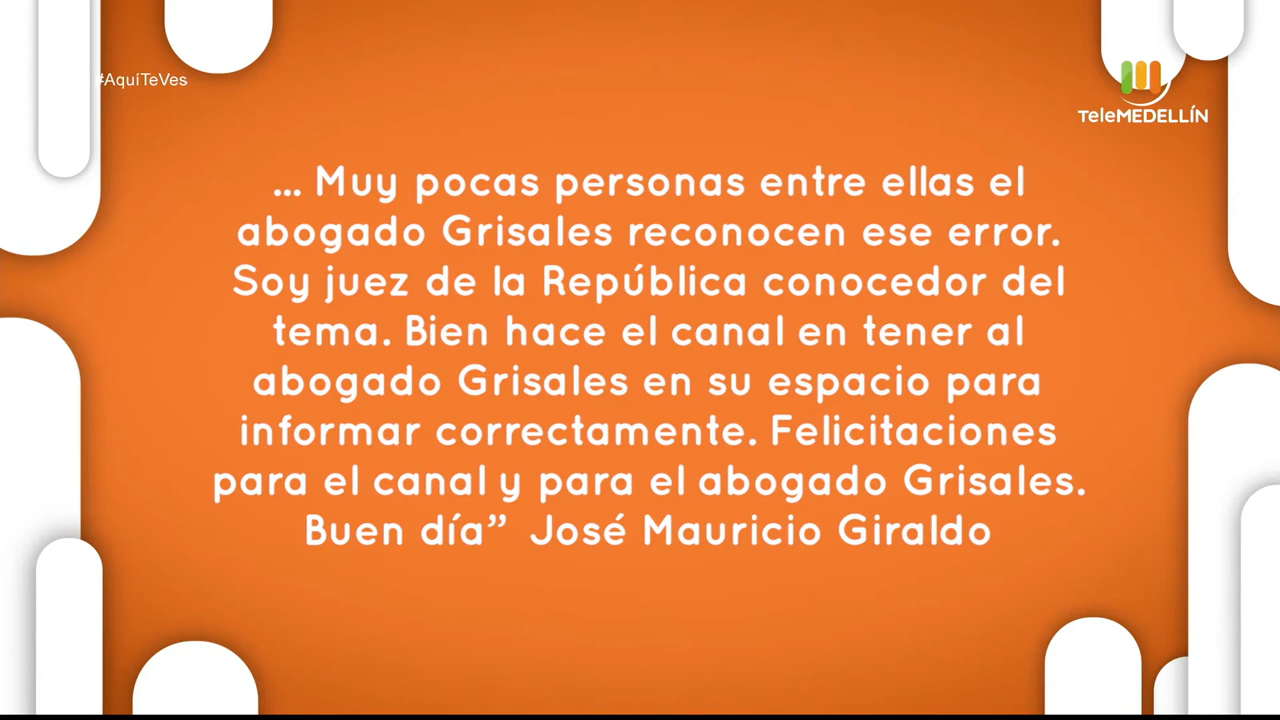 #AquíTeVes
TeleMEDELLÍN
... Muy pocas personas entre ellas el
abogado Grisales reconocen ese error.
Soy juez de la República conocedor del
tema. Bien hace el canal en tener al
abogado Grisales en su espacio para
informar correctamente. Felicitaciones
para el canal y para el abogado Grisales.
Buen día” José Mauricio Giraldo